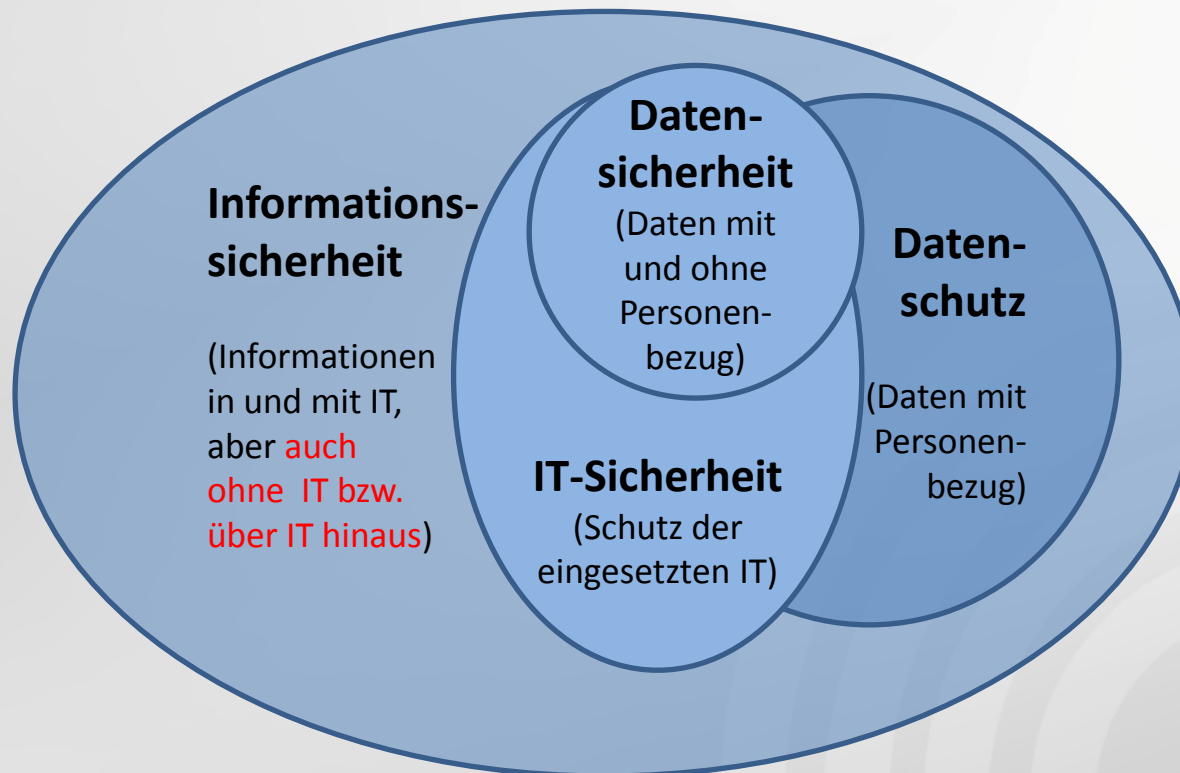 Informations-
sicherheit
(Informationen
in und mit IT,
aber auch
ohne  IT bzw.
über IT hinaus)
Daten-
sicherheit
(Daten mit
und ohne
Personen-
bezug)
IT-Sicherheit
(Schutz der
eingesetzten IT)
Daten-
schutz
(Daten mit
Personen-
bezug)